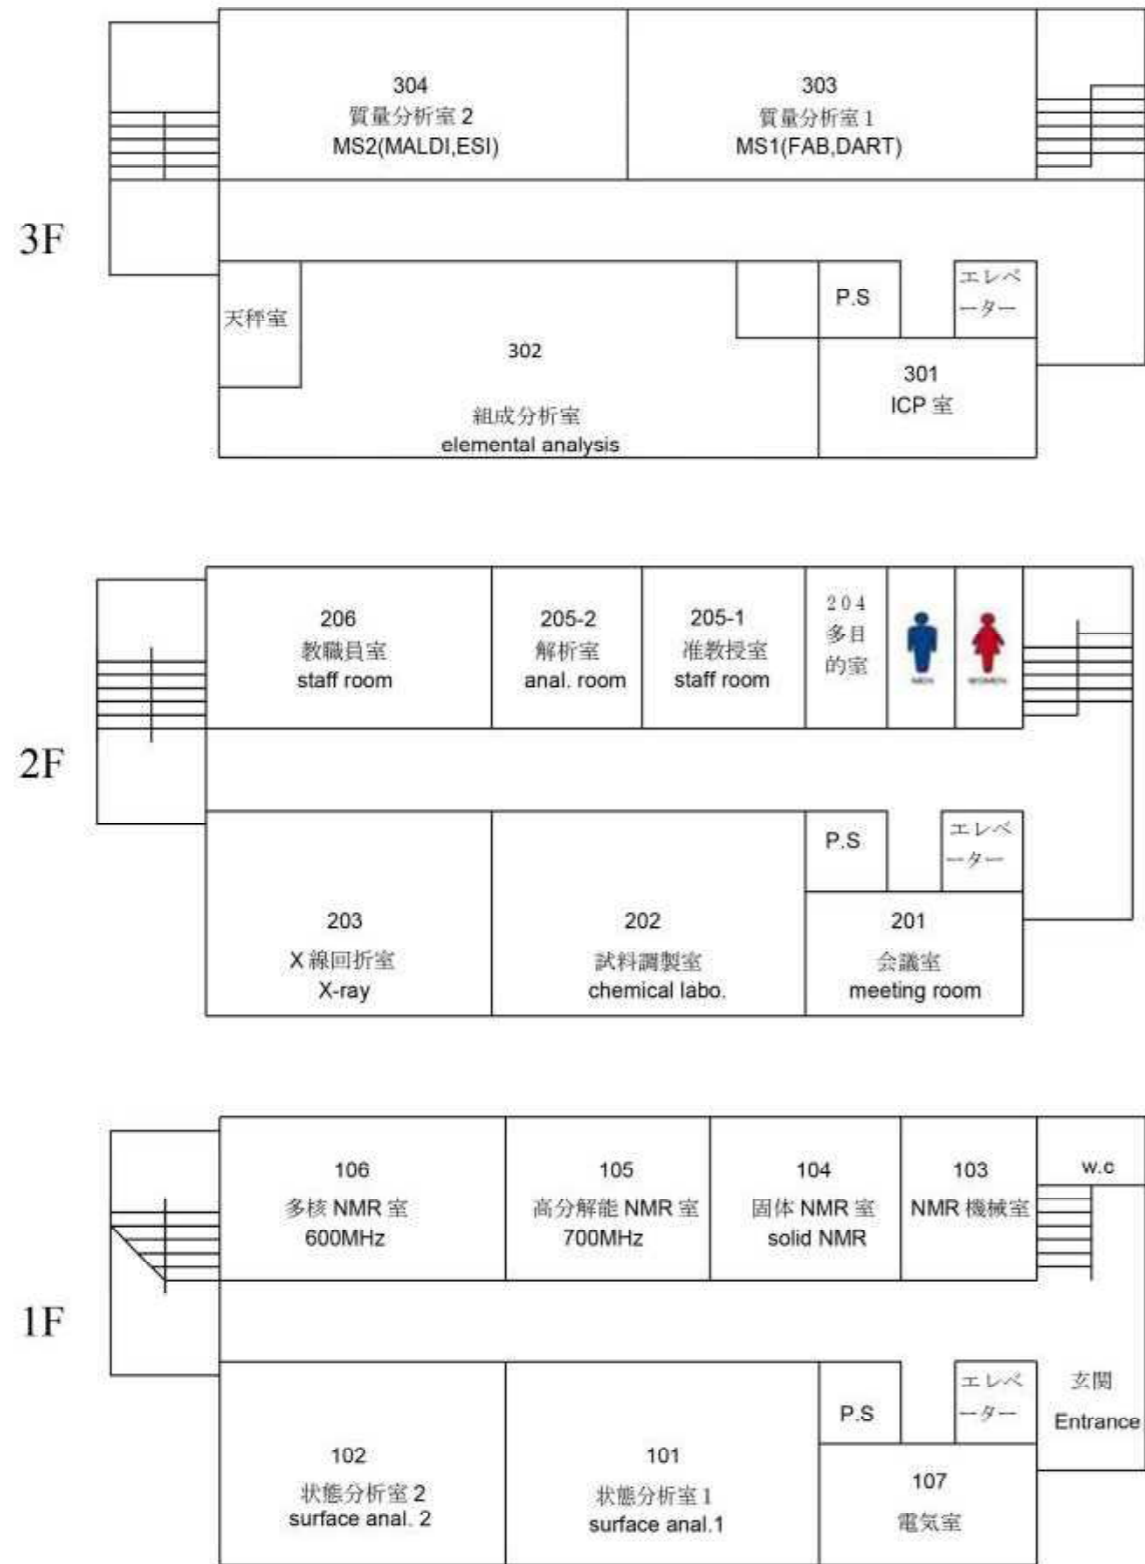 304
質量分析室 2
MS2(MALDI,ESI)
303
質量分析室 1
MS1(FAB,DART)
3F
天秤室
302
組成分析室
elemental analysis
P.S
エレベ
ーター
301
ICP 室
206
教職員室
staff room
205-2
解析室
anal. room
205-1
准教授室
staff room
204
多目
的室
MEN
WOMEN
2F
203
X 線回折室
X-ray
202
試料調製室
chemical labo.
P.S
エレベ
ーター
201
会議室
meeting room
106
多核 NMR 室
600MHz
105
高分解能 NMR 室
700MHz
104
固体 NMR 室
solid NMR
103
NMR 機械室
w.c
1F
102
状態分析室 2
surface anal. 2
101
状態分析室 1
surface anal.1
P.S
エレベ
ーター
107
電気室
玄関
Entrance